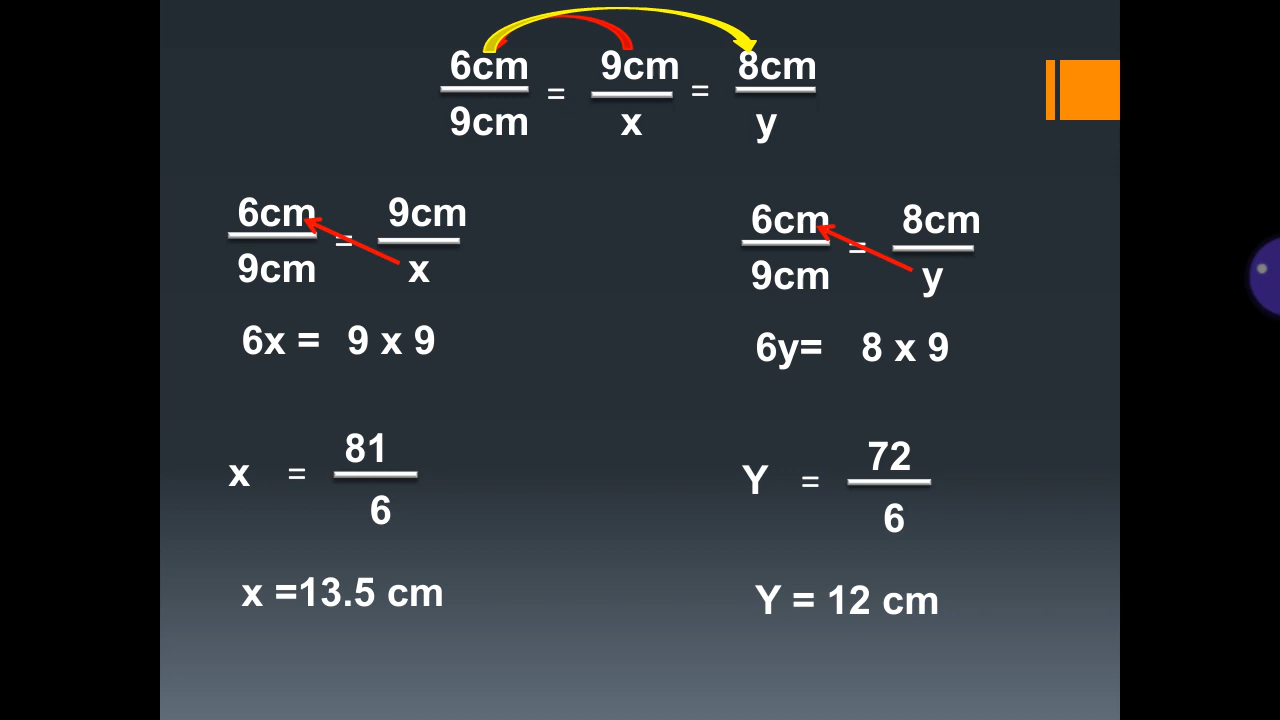 6cm = 9cm = 8cm
9cm x y
6cm = 9cm
9cm x
6x = 9 x 9
x = 81
6
x =13.5 cm
6cm = 8cm
9cm y
6y= 8 x 9
Y = 72
6
Y = 12 cm